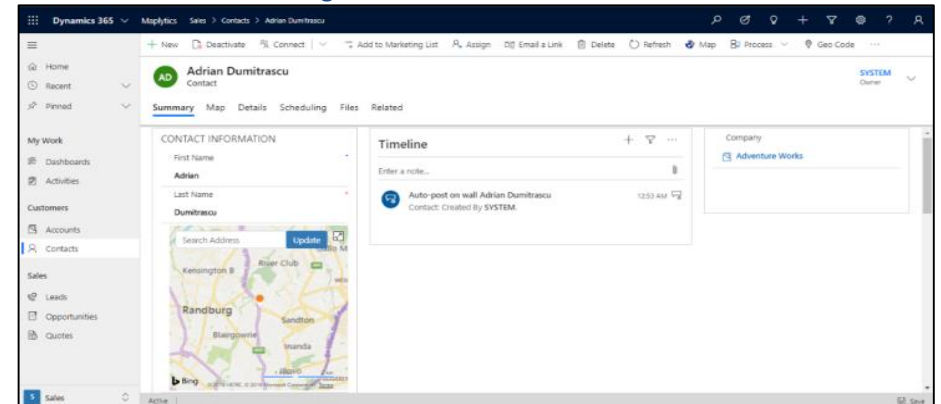 Dynamics 365
Maplytics Sales > Contacts > Adrian Dumitrascu
+ New Deactivate Connect Add to Marketing List Assign Email a Link Delete Refresh Map Process Geo Code ...
Home
Recent
Pinned
My Work
Dashboards
Activities
Customers
Accounts
Contacts
Sales
Leads
Opportunities
Quotes
S Sales
AD
Adrian Dumitrascu
Contact
SYSTEM
Owner
Summary Map Details Scheduling Files Related
CONTACT INFORMATION
First Name
Adrian
Last Name
Dumitrascu
Search Address Update
Kensington B
River Club
Randburg
Sandton
Blairgowrie
Inanda
Illovo
Bing
Timeline
Enter a note...
Auto-post on wall Adrian Dumitrascu 12:53 AM
Contact: Created By SYSTEM.
Company
Adventure Works
Active
Save